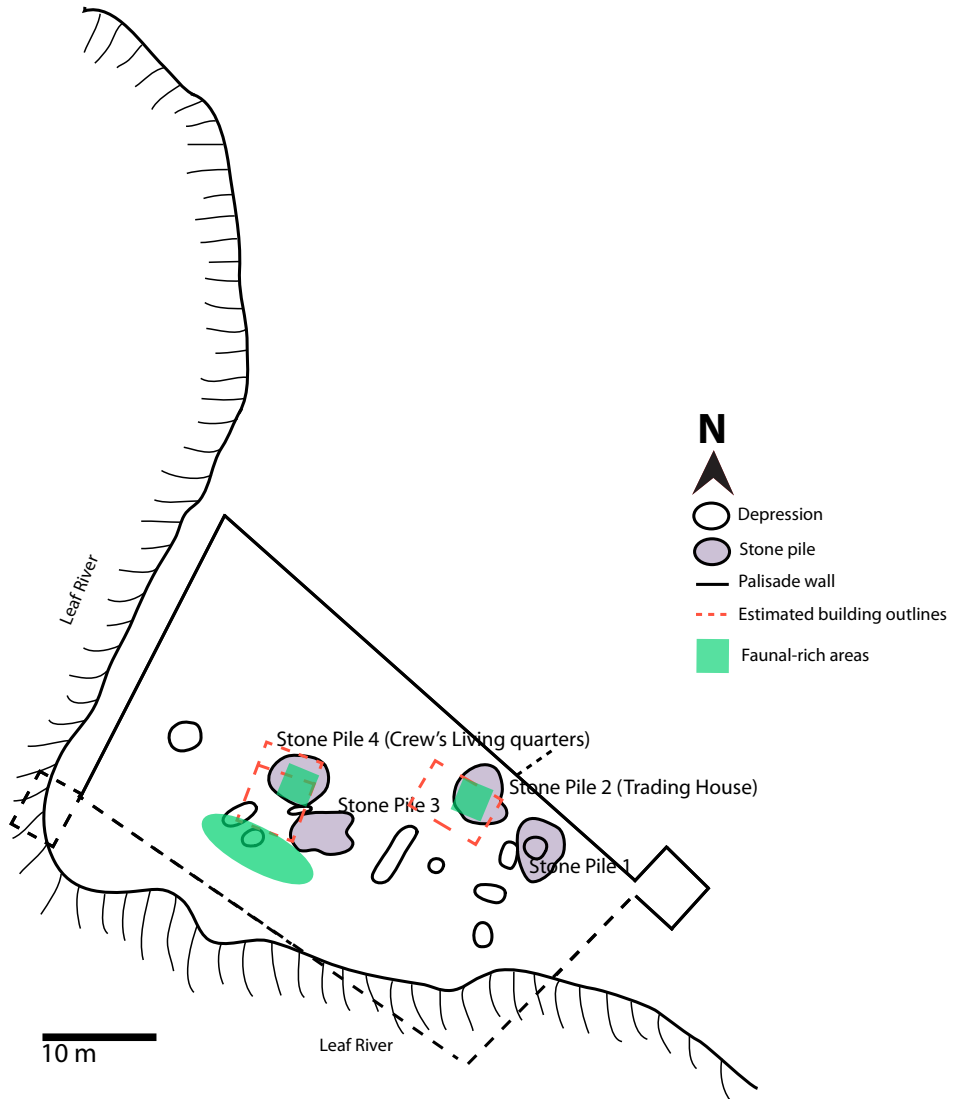 N
Depression
Stone pile
Palisade wall
Estimated building outlines
Faunal-rich areas
Leaf River
Stone Pile 4 (Crew's Living quarters)
Stone Pile 2 (Trading House)
Stone Pile 3
Stone Pile 1
10 m
Leaf River